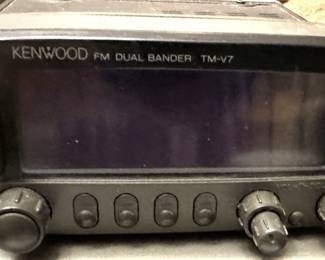 KENWOOD FM DUAL BANDER TM-V7